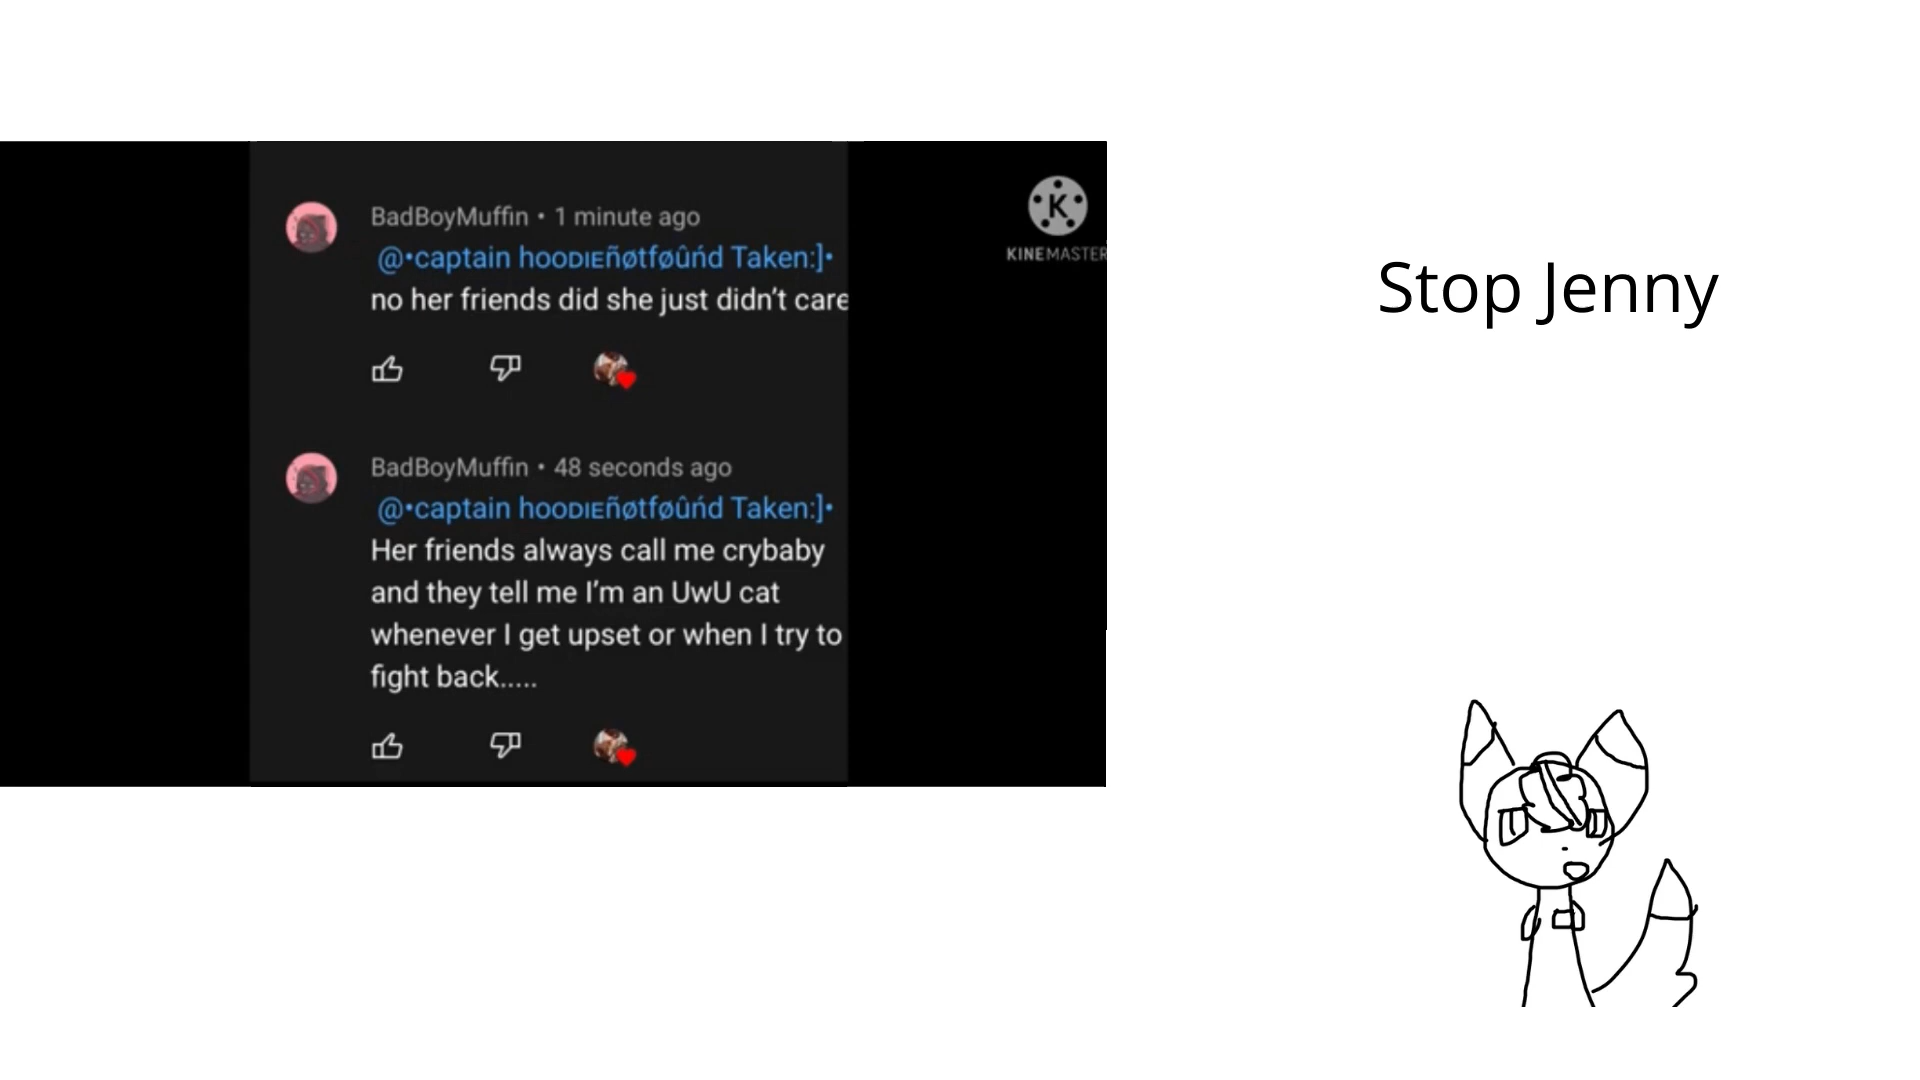 BadBoyMuffin • 1 minute ago
@•captain hooᴅıᴇñøtføûńd Taken:]•
no her friends did she just didn’t care
BadBoyMuffin • 48 seconds ago
@•captain hooᴅıᴇñøtføûńd Taken:]•
Her friends always call me crybaby
and they tell me I’m an UwU cat
whenever I get upset or when I try to
fight back.....
K
KINEMASTER
Stop Jenny